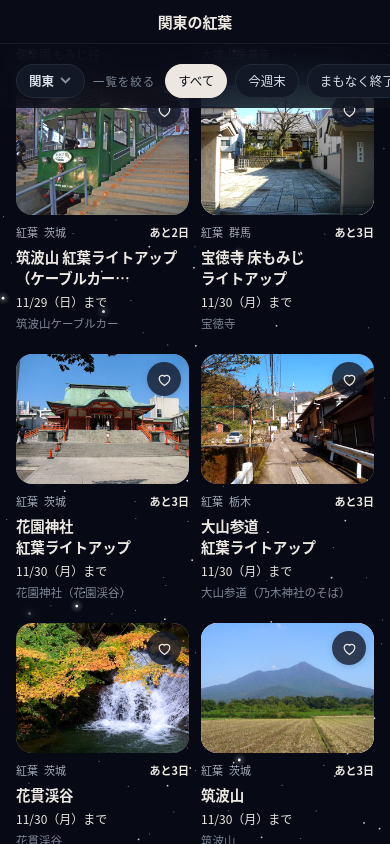 関東の紅葉
関東
一覧を絞る
すべて
今週末
まもなく終了
紅葉 茨城
あと2日
筑波山 紅葉ライトアップ
（ケーブルカー…
11/29（日）まで
筑波山ケーブルカー
紅葉 群馬
あと3日
宝徳寺 床もみじ
ライトアップ
11/30（月）まで
宝徳寺
紅葉 茨城
あと3日
花園神社
紅葉ライトアップ
11/30（月）まで
花園神社（花園渓谷）
紅葉 栃木
あと3日
大山参道
紅葉ライトアップ
11/30（月）まで
大山参道（乃木神社のそば）
紅葉 茨城
あと3日
花貫渓谷
11/30（月）まで
花貫渓谷
紅葉 茨城
あと3日
筑波山
11/30（月）まで
筑波山